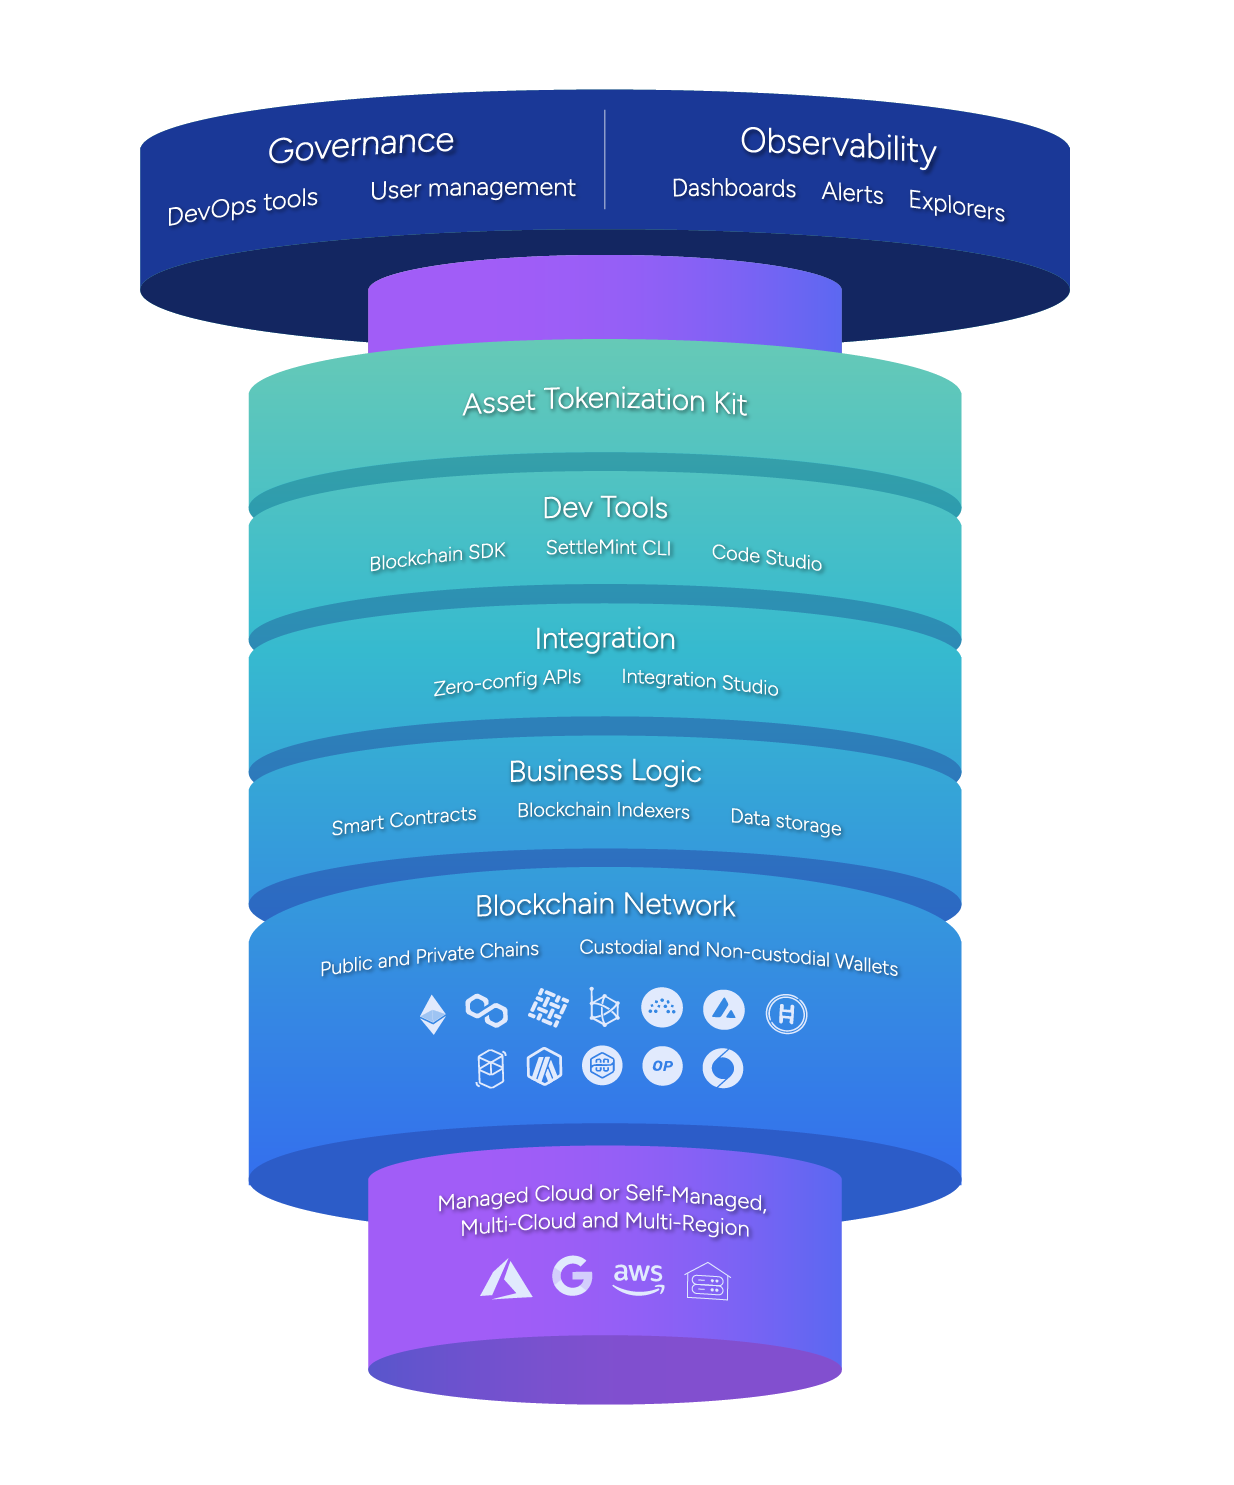 Governance
DevOps tools User management
Observability
Dashboards Alerts Explorers
Asset Tokenization Kit
Dev Tools
Blockchain SDK SettleMint CLI Code Studio
Integration
Zero-config APIs Integration Studio
Business Logic
Smart Contracts Blockchain Indexers Data storage
Blockchain Network
Public and Private Chains Custodial and Non-custodial Wallets
OP
Managed Cloud or Self-Managed,
Multi-Cloud and Multi-Region
aws